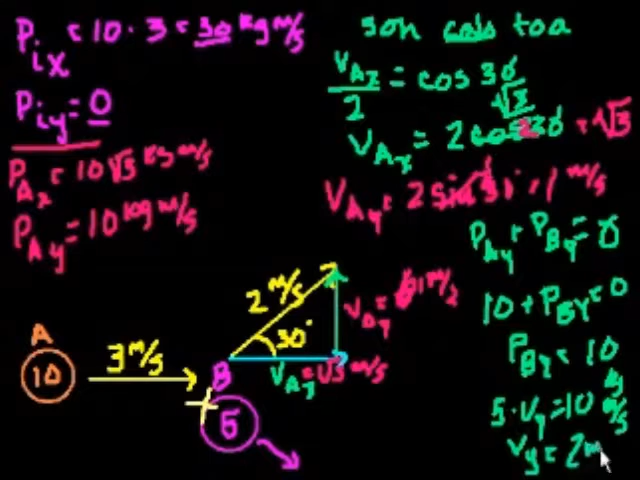 P_ix = 10 · 3 = 30 kg m/s
P_iy = 0
P_Ax = 10√3 kg m/s
P_Ay = 10 kg m/s
soh cah toa
V_Ax / 2 = cos 30
√3 / 2
V_Ax = 2 cos 30 = √3
V_Ay = 2 sin 30 = 1 m/s
P_Ay + P_By = 0
10 + P_By = 0
P_By = 10
5 · V_y = 10 m/s
V_y = 2 m
A
10
3 m/s
B
5
2 m/s
30°
V_Ay = 1 m/s
V_Ax = √3 m/s